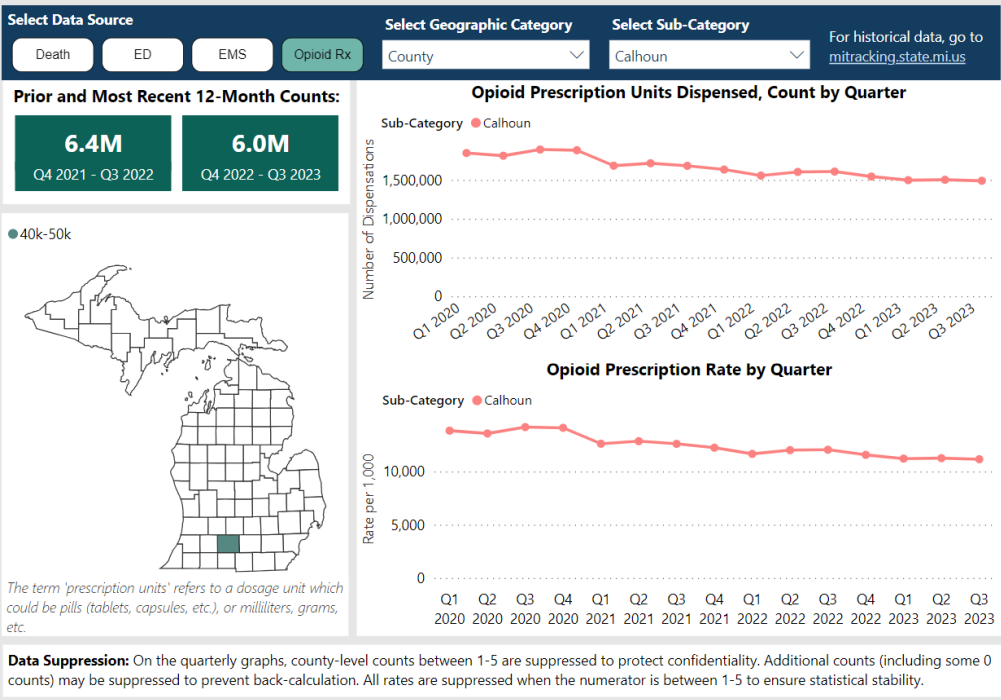 Select Data Source
Death
ED
EMS
Opioid Rx
Select Geographic Category
County
Select Sub-Category
Calhoun
For historical data, go to
mitracking.state.mi.us
Prior and Most Recent 12-Month Counts:
6.4M
Q4 2021 - Q3 2022
6.0M
Q4 2022 - Q3 2023
40k-50k
The term 'prescription units' refers to a dosage unit which
could be pills (tablets, capsules, etc.), or milliliters, grams,
etc.
Opioid Prescription Units Dispensed, Count by Quarter
Sub-Category Calhoun
Number of Dispensations
1,500,000
1,000,000
500,000
0
Q1 2020
Q2 2020
Q3 2020
Q4 2020
Q1 2021
Q2 2021
Q3 2021
Q4 2021
Q1 2022
Q2 2022
Q3 2022
Q4 2022
Q1 2023
Q2 2023
Q3 2023
Opioid Prescription Rate by Quarter
Sub-Category Calhoun
Rate per 1,000
10,000
5,000
0
Q1 Q2 Q3 Q4 Q1 Q2 Q3 Q4 Q1 Q2 Q3 Q4 Q1 Q2 Q3
2020 2020 2020 2020 2021 2021 2021 2021 2022 2022 2022 2022 2023 2023 2023
Data Suppression: On the quarterly graphs, county-level counts between 1-5 are suppressed to protect confidentiality. Additional counts (including some 0
counts) may be suppressed to prevent back-calculation. All rates are suppressed when the numerator is between 1-5 to ensure statistical stability.